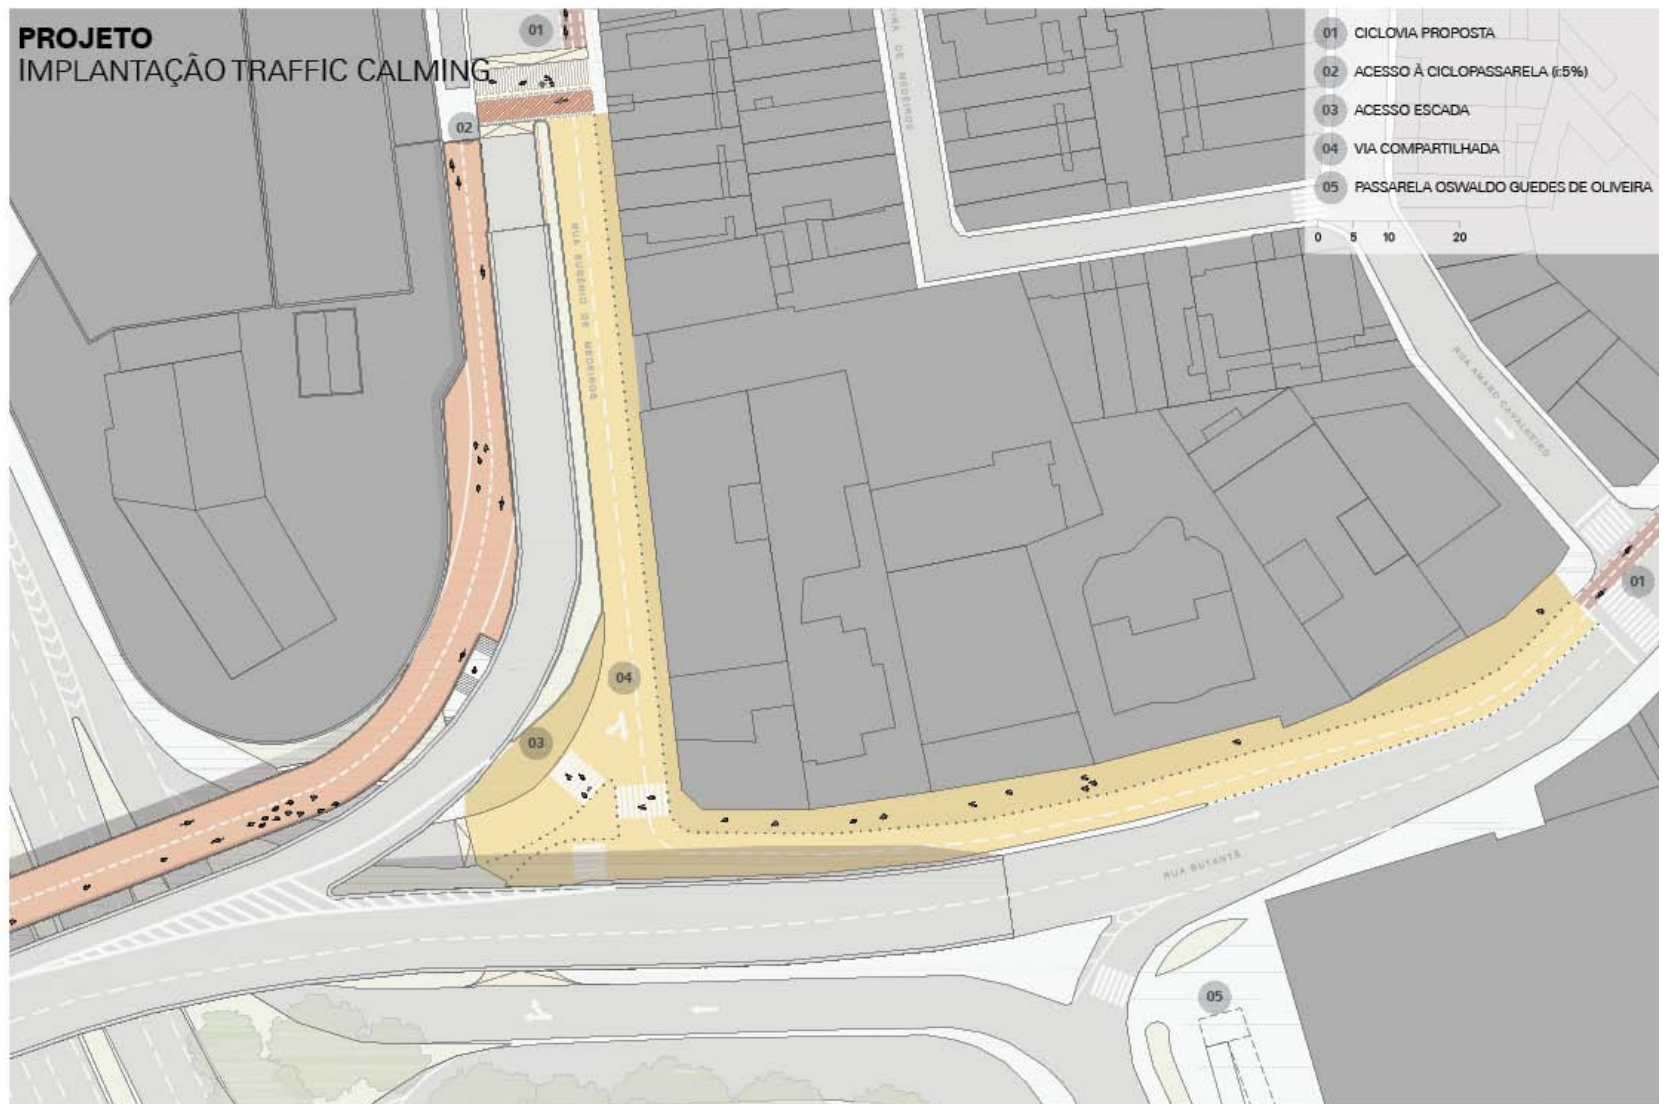 PROJETO
IMPLANTAÇÃO TRAFFIC CALMING
01 CICLOVIA PROPOSTA
02 ACESSO À CICLOPASSARELA (i:5%)
03 ACESSO ESCADA
04 VIA COMPARTILHADA
05 PASSARELA OSWALDO GUEDES DE OLIVEIRA
0 5 10 20
01
02
DE MEDEIROS
RUA EUGÊNIO DE MEDEIROS
RUA AMARO CAVALHEIRO
01
04
03
RUA BUTANTÃ
05